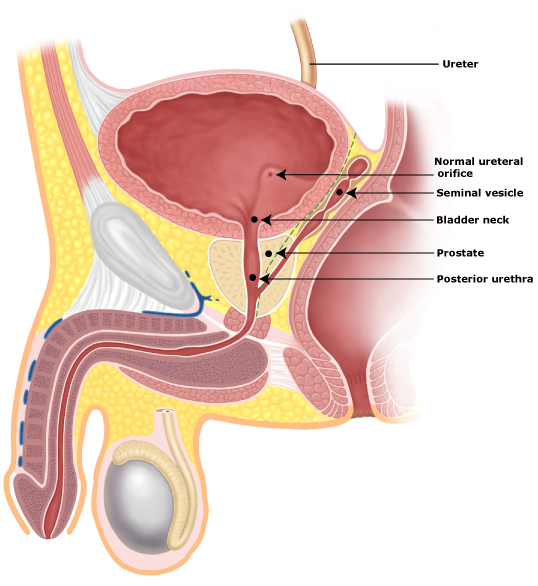 Ureter
Normal ureteral
orifice
Seminal vesicle
Bladder neck
Prostate
Posterior urethra